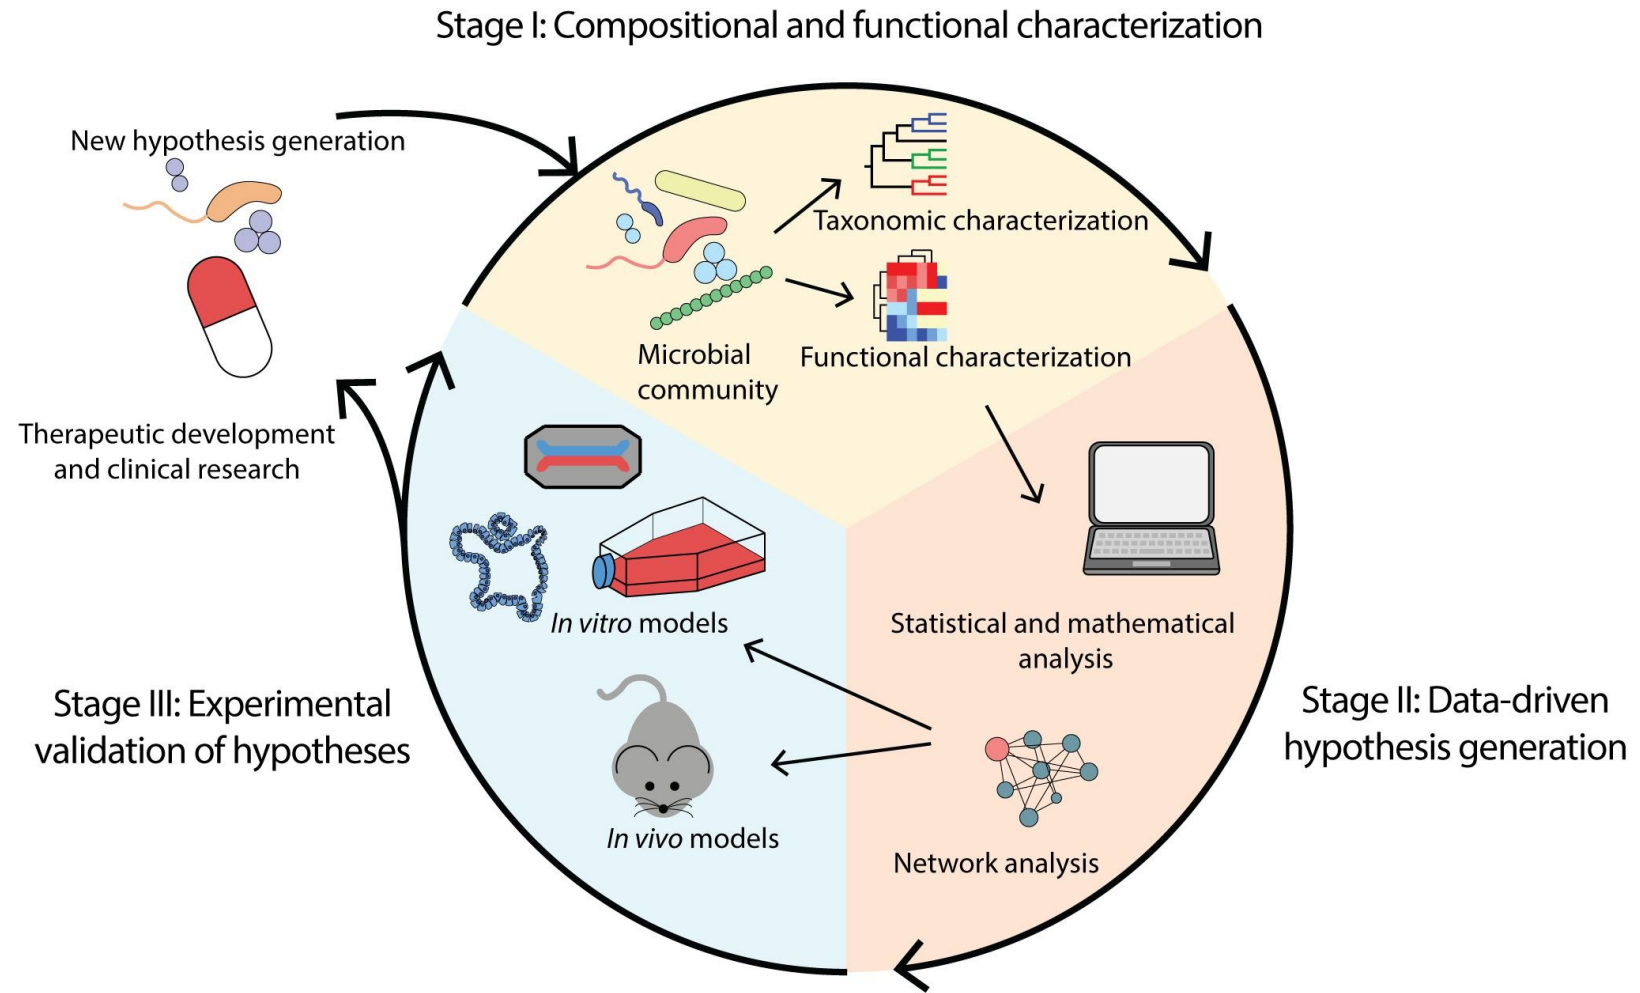 Stage I: Compositional and functional characterization
New hypothesis generation
Taxonomic characterization
Microbial
community
Functional characterization
Therapeutic development
and clinical research
In vitro models
Statistical and mathematical
analysis
Stage III: Experimental
validation of hypotheses
Stage II: Data-driven
hypothesis generation
In vivo models
Network analysis